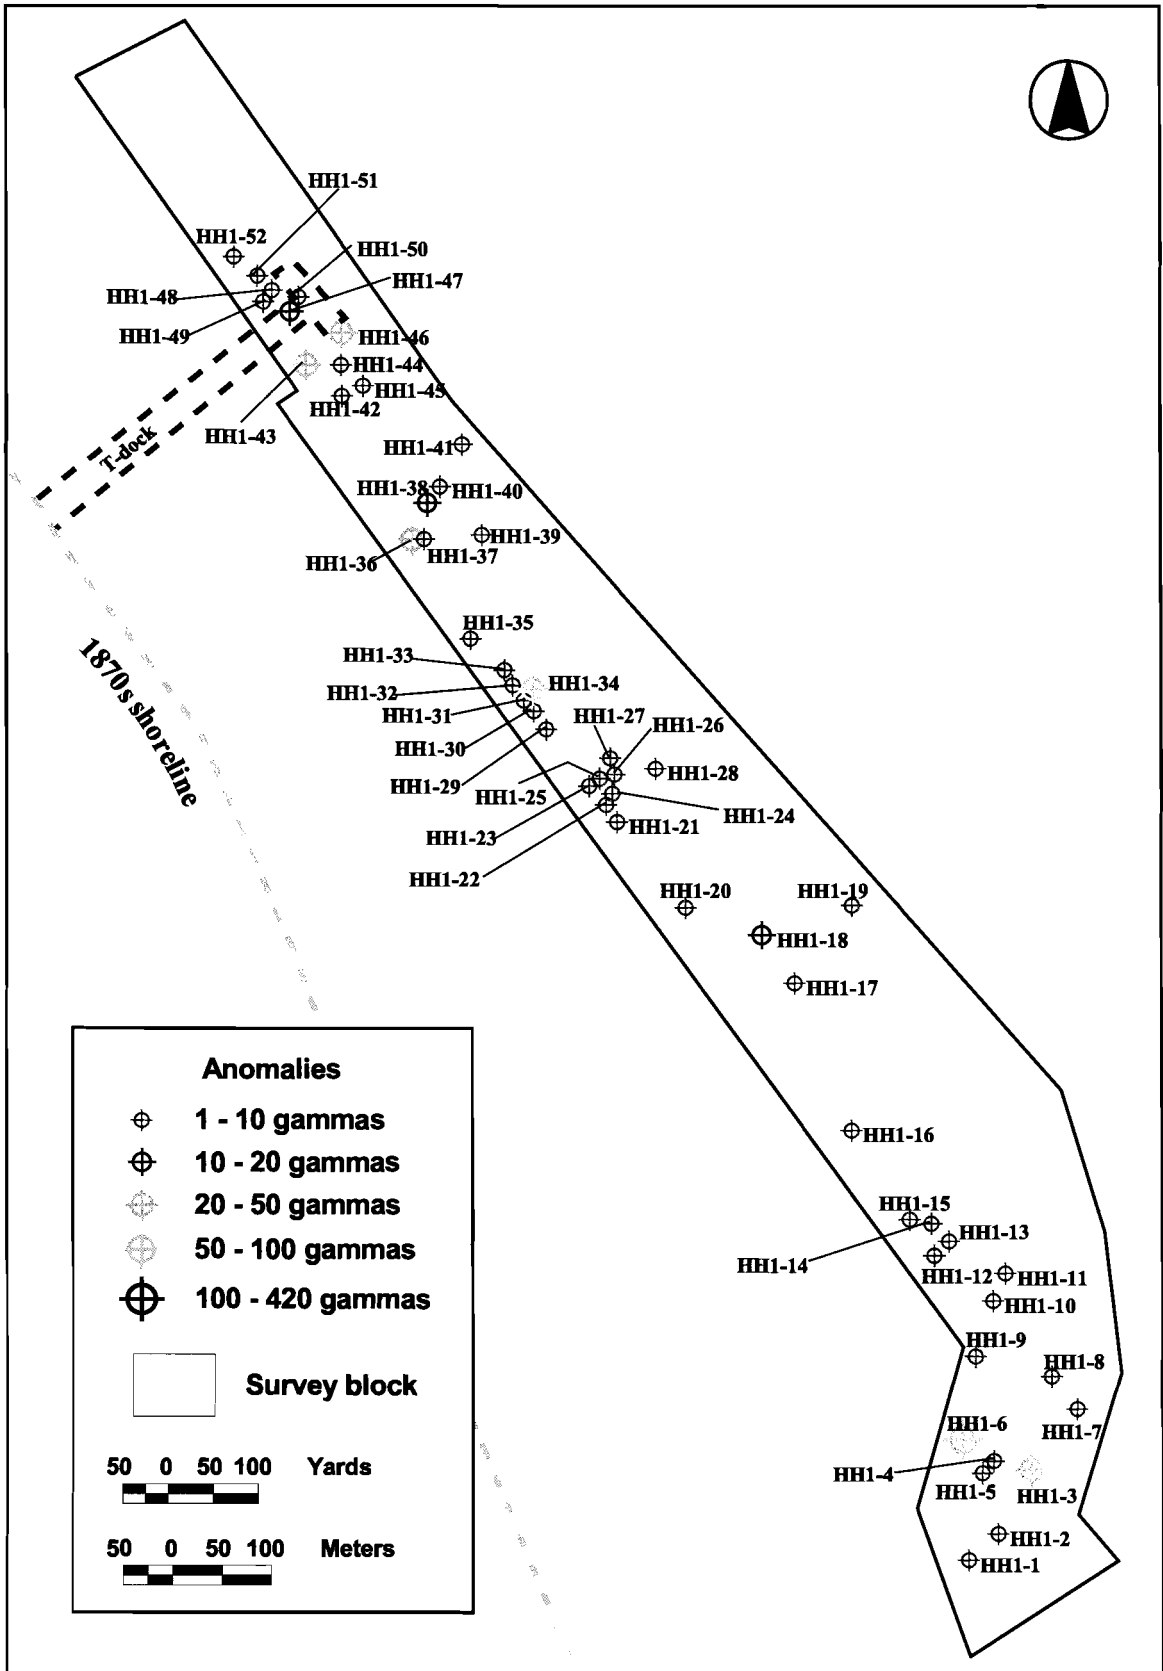 HH1-51
HH1-52
HH1-50
HH1-47
HH1-48
HH1-49
HH1-46
HH1-44
HH1-45
HH1-42
HH1-43
T-dock
HH1-41
HH1-38
HH1-40
HH1-39
HH1-37
HH1-36
HH1-35
HH1-33
HH1-34
HH1-32
HH1-31
HH1-27
HH1-26
HH1-30
HH1-28
HH1-29
HH1-25
HH1-24
HH1-21
HH1-23
HH1-22
1870s shoreline
HH1-20
HH1-19
HH1-18
HH1-17
HH1-16
HH1-15
HH1-13
HH1-14
HH1-12
HH1-11
HH1-10
HH1-9
HH1-8
HH1-7
HH1-6
HH1-4
HH1-5
HH1-3
HH1-2
HH1-1
Anomalies
1 - 10 gammas
10 - 20 gammas
20 - 50 gammas
50 - 100 gammas
100 - 420 gammas
Survey block
50 0 50 100 Yards
50 0 50 100 Meters